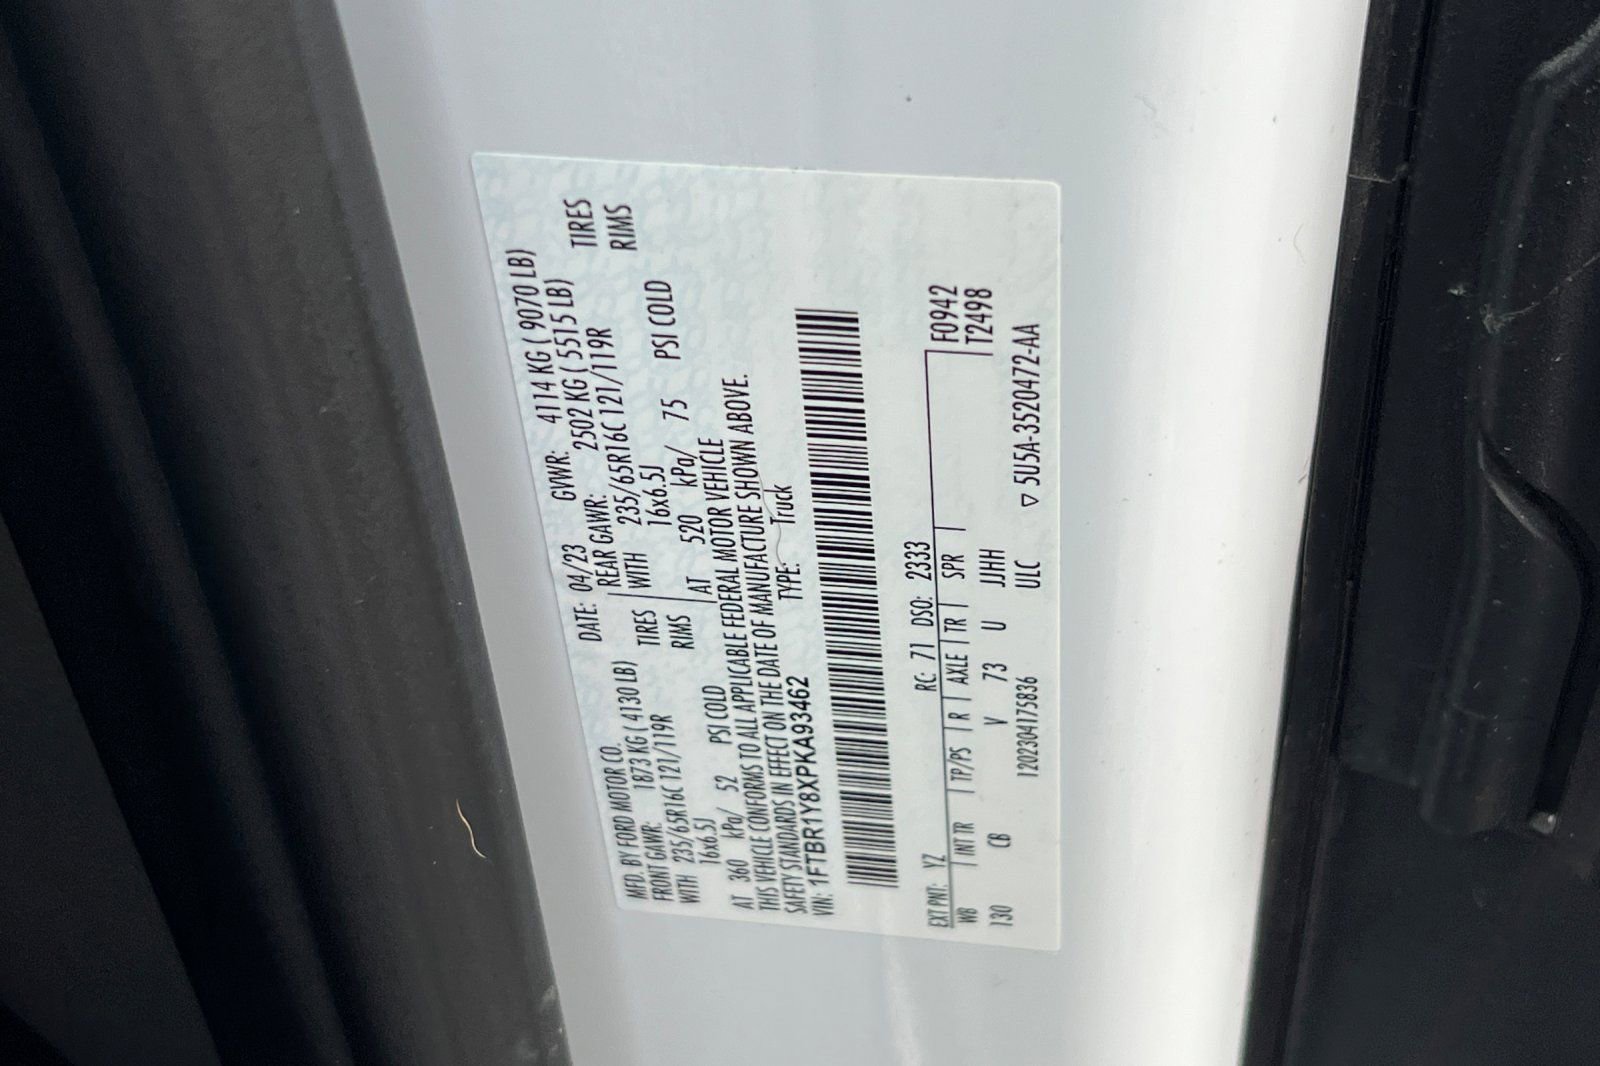 MFD. BY FORD MOTOR CO. DATE: 04/23 GVWR: 4114 KG ( 9070 LB)
FRONT GAWR: 1873 KG ( 4130 LB) REAR GAWR: 2502 KG ( 5515 LB)
WITH 235/65R16C 121/119R TIRES WITH 235/65R16C 121/119R TIRES
16x6.5J RIMS 16x6.5J RIMS
AT 360 kPa/ 52 PSI COLD AT 520 kPa/ 75 PSI COLD
THIS VEHICLE CONFORMS TO ALL APPLICABLE FEDERAL MOTOR VEHICLE
SAFETY STANDARDS IN EFFECT ON THE DATE OF MANUFACTURE SHOWN ABOVE.
VIN: 1FTBR1Y8XPKA93462 TYPE: Truck
EXT PNT: YZ RC: 71 DSO: 2333 F0942
WB INT TR TP/PS R AXLE TR SPR T2498
130 CB V 73 U JJHH
1202304175836 ULC ▽ 5U5A-3520472-AA